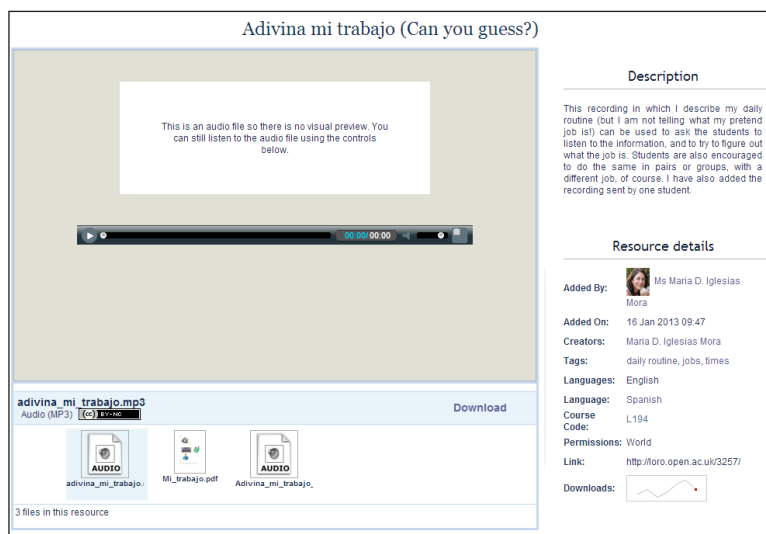 Adivina mi trabajo (Can you guess?)
This is an audio file so there is no visual preview. You
can still listen to the audio file using the controls
below.
00:00/00:00
adivina_mi_trabajo.mp3
Audio (MP3) (cc) BY-NC
Download
AUDIO
adivina_mi_trabajo.
Mi_trabajo.pdf
AUDIO
Adivina_mi_trabajo_
3 files in this resource
Description
This recording in which I describe my daily
routine (but I am not telling what my pretend
job is!) can be used to ask the students to
listen to the information, and to try to figure out
what the job is. Students are also encouraged
to do the same in pairs or groups, with a
different job, of course. I have also added the
recording sent by one student.
Resource details
Added By: Ms Maria D. Iglesias
Mora
Added On: 16 Jan 2013 09:47
Creators: Maria D. Iglesias Mora
Tags: daily routine, jobs, times
Languages: English
Language: Spanish
Course
Code: L194
Permissions: World
Link: http://loro.open.ac.uk/3257/
Downloads: